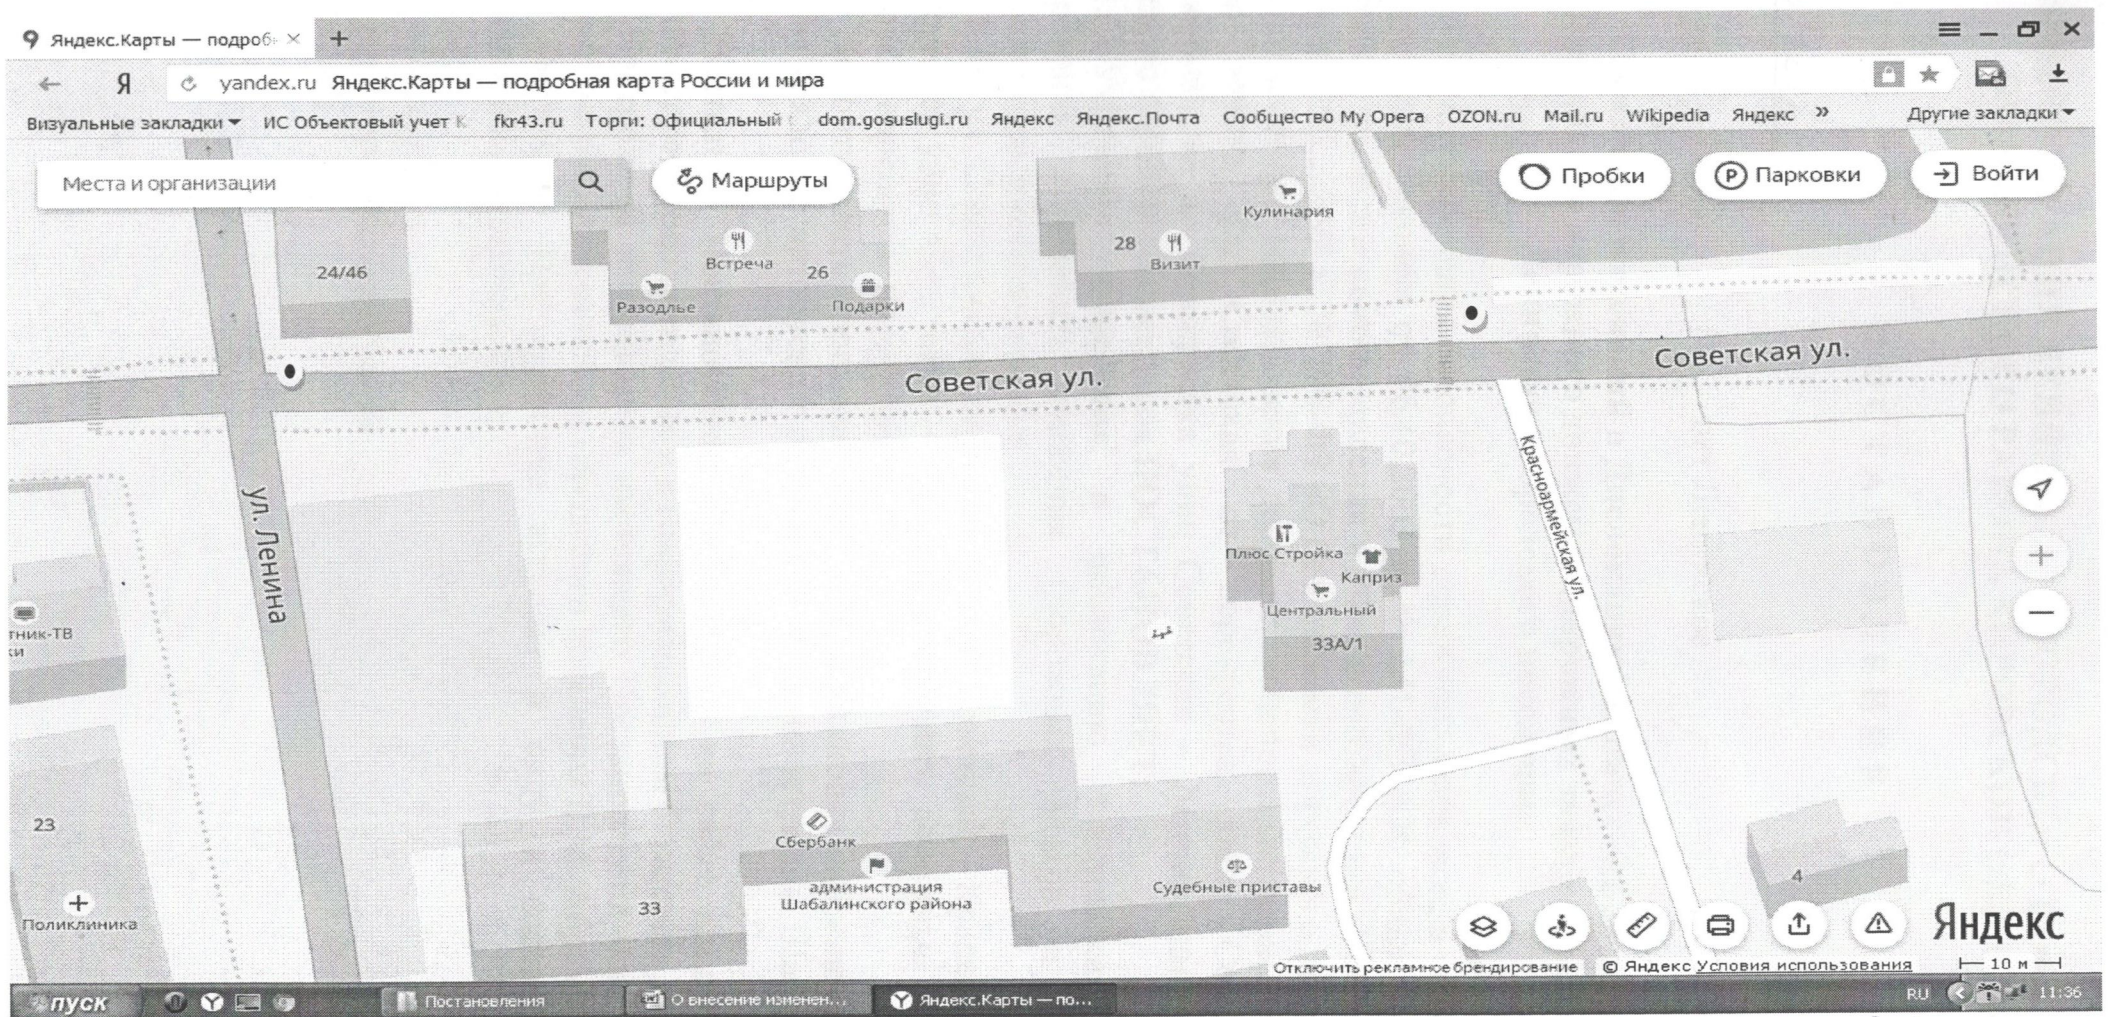 Яндекс.Карты — подроб
yandex.ru Яндекс.Карты — подробная карта России и мира
Визуальные закладки ИС Объектовый учет К fkr43.ru Торги: Официальный dom.gosuslugi.ru Яндекс Яндекс.Почта Сообщество My Opera OZON.ru Mail.ru Wikipedia Яндекс » Другие закладки
Места и организации
Маршруты
Пробки
Парковки
Войти
Кулинария
28
Визит
24/46
Встреча
26
Раздолье
Подарки
Советская ул.
Советская ул.
ул. Ленина
Красноармейская ул.
Плюс Стройка
Каприз
Центральный
33А/1
тник-ТВ
ки
23
Поликлиника
Сбербанк
администрация
Шабалинского района
33
Судебные приставы
4
Яндекс
Отключить рекламное брендирование © Яндекс Условия использования 10 м
пуск Постановления О внесение изменен... Яндекс.Карты — по... RU 11:36